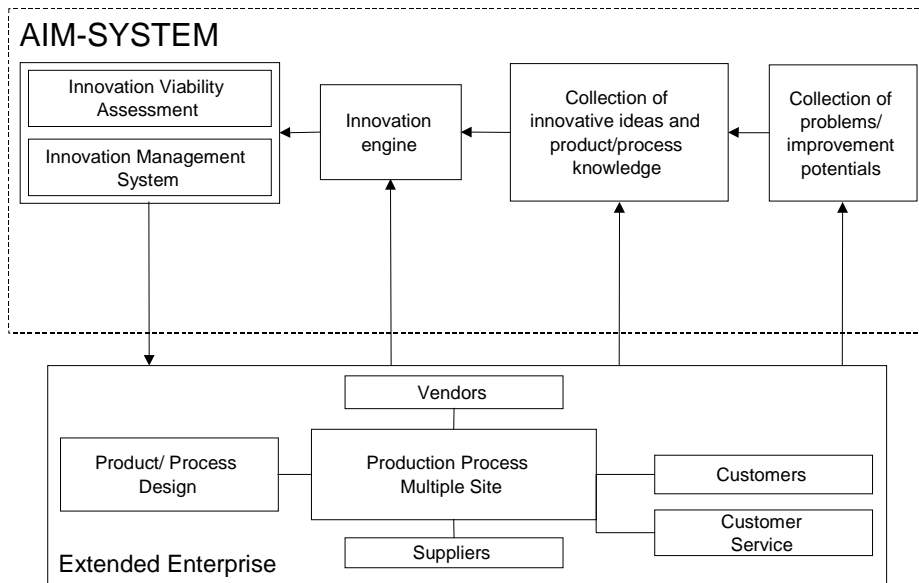 AIM-SYSTEM
Innovation Viability
Assessment
Innovation Management
System
Innovation
engine
Collection of
innovative ideas and
product/process
knowledge
Collection of
problems/
improvement
potentials
Vendors
Product/ Process
Design
Production Process
Multiple Site
Customers
Customer
Service
Suppliers
Extended Enterprise